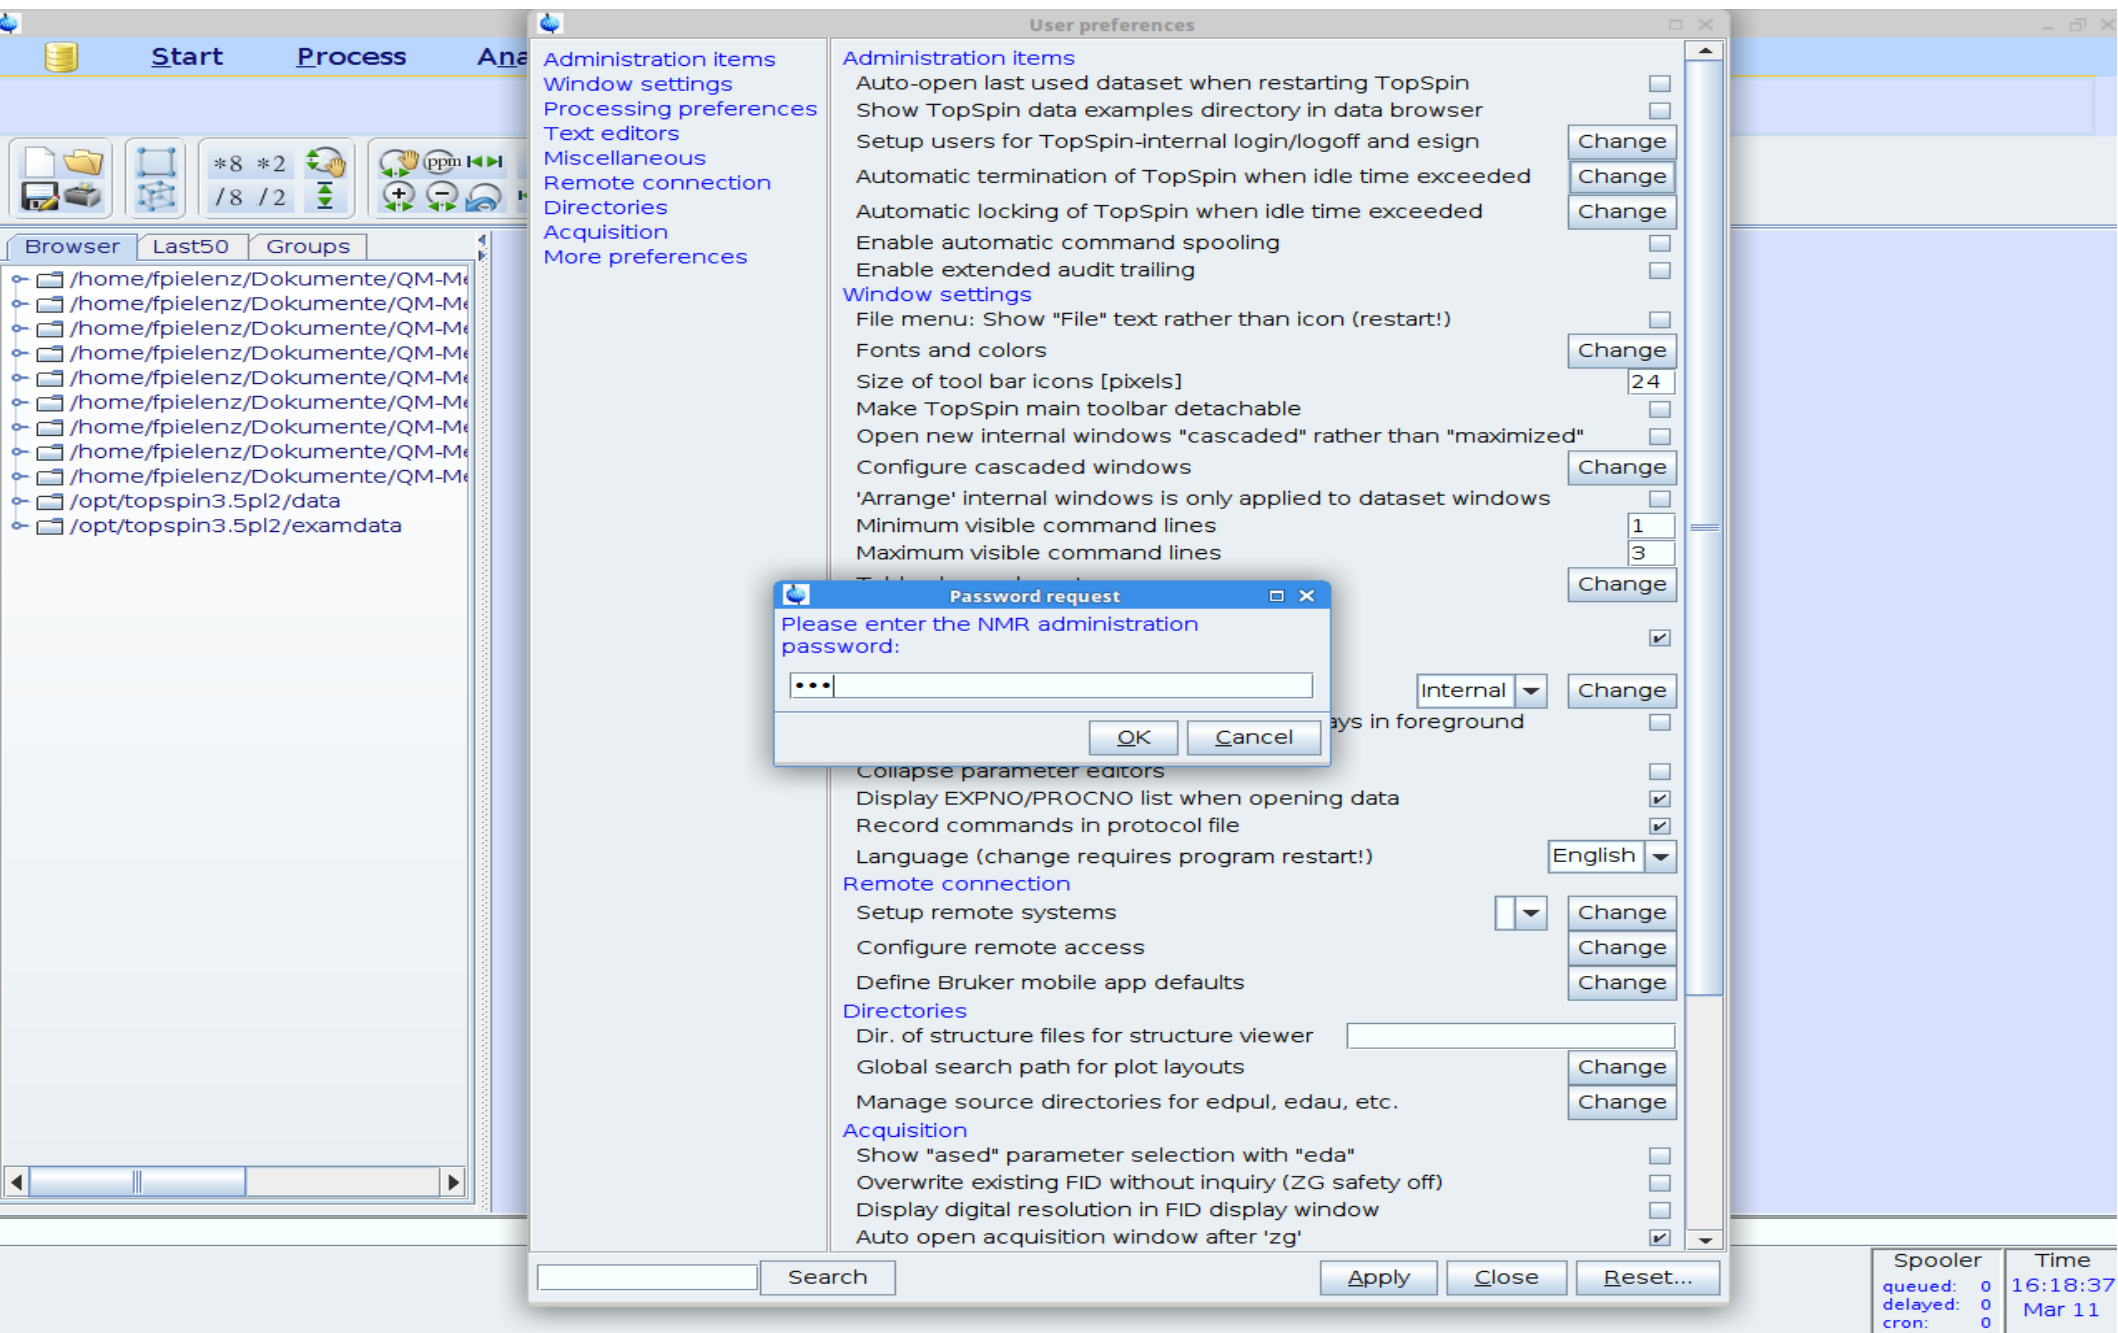 User preferences
Start Process Ana
*8 *2
/8 /2
ppm
Browser Last50 Groups
/home/fpielenz/Dokumente/QM-Me
/home/fpielenz/Dokumente/QM-Me
/home/fpielenz/Dokumente/QM-Me
/home/fpielenz/Dokumente/QM-Me
/home/fpielenz/Dokumente/QM-Me
/home/fpielenz/Dokumente/QM-Me
/home/fpielenz/Dokumente/QM-Me
/home/fpielenz/Dokumente/QM-Me
/home/fpielenz/Dokumente/QM-Me
/opt/topspin3.5pl2/data
/opt/topspin3.5pl2/examdata
Administration items
Window settings
Processing preferences
Text editors
Miscellaneous
Remote connection
Directories
Acquisition
More preferences
Administration items
Auto-open last used dataset when restarting TopSpin
Show TopSpin data examples directory in data browser
Setup users for TopSpin-internal login/logoff and esign Change
Automatic termination of TopSpin when idle time exceeded Change
Automatic locking of TopSpin when idle time exceeded Change
Enable automatic command spooling
Enable extended audit trailing
Window settings
File menu: Show "File" text rather than icon (restart!)
Fonts and colors Change
Size of tool bar icons [pixels] 24
Make TopSpin main toolbar detachable
Open new internal windows "cascaded" rather than "maximized"
Configure cascaded windows Change
'Arrange' internal windows is only applied to dataset windows
Minimum visible command lines 1
Maximum visible command lines 3
Change
Password request
Please enter the NMR administration
password:
•••
OK Cancel
Internal Change
ays in foreground
Collapse parameter editors
Display EXPNO/PROCNO list when opening data
Record commands in protocol file
Language (change requires program restart!) English
Remote connection
Setup remote systems Change
Configure remote access Change
Define Bruker mobile app defaults Change
Directories
Dir. of structure files for structure viewer
Global search path for plot layouts Change
Manage source directories for edpul, edau, etc. Change
Acquisition
Show "ased" parameter selection with "eda"
Overwrite existing FID without inquiry (ZG safety off)
Display digital resolution in FID display window
Auto open acquisition window after 'zg'
Search Apply Close Reset...
Spooler
queued: 0
delayed: 0
cron: 0
Time
16:18:37
Mar 11